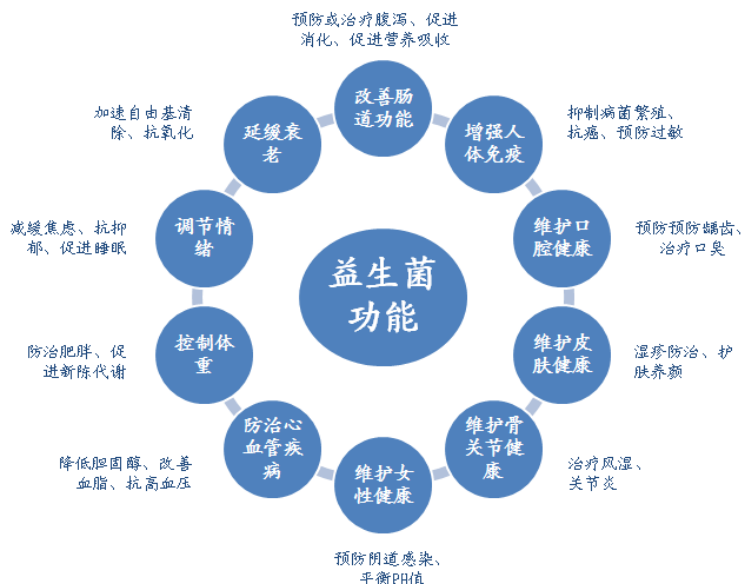 预防或治疗腹泻、促进
消化、促进营养吸收
改善肠
道功能
抑制病菌繁殖、
抗癌、预防过敏
增强人
体免疫
预防预防龋齿、
治疗口臭
维护口
腔健康
湿疹防治、护
肤养颜
维护皮
肤健康
治疗风湿、
关节炎
维护骨
关节健
康
预防阴道感染、
平衡PH值
维护女
性健康
降低胆固醇、改善
血脂、抗高血压
防治心
血管疾
病
防治肥胖、促
进新陈代谢
控制体
重
减缓焦虑、抗抑
郁、促进睡眠
调节情
绪
加速自由基清
除、抗氧化
延缓衰
老
益生菌
功能